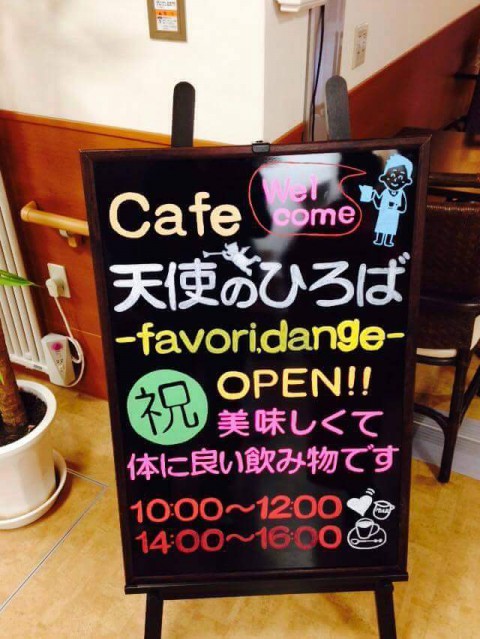 Cafe
Wel
come
天使のひろば
-favori,dange-
祝
OPEN!!
美味しくて
体に良い飲み物です
10:00～12:00
14:00～16:00